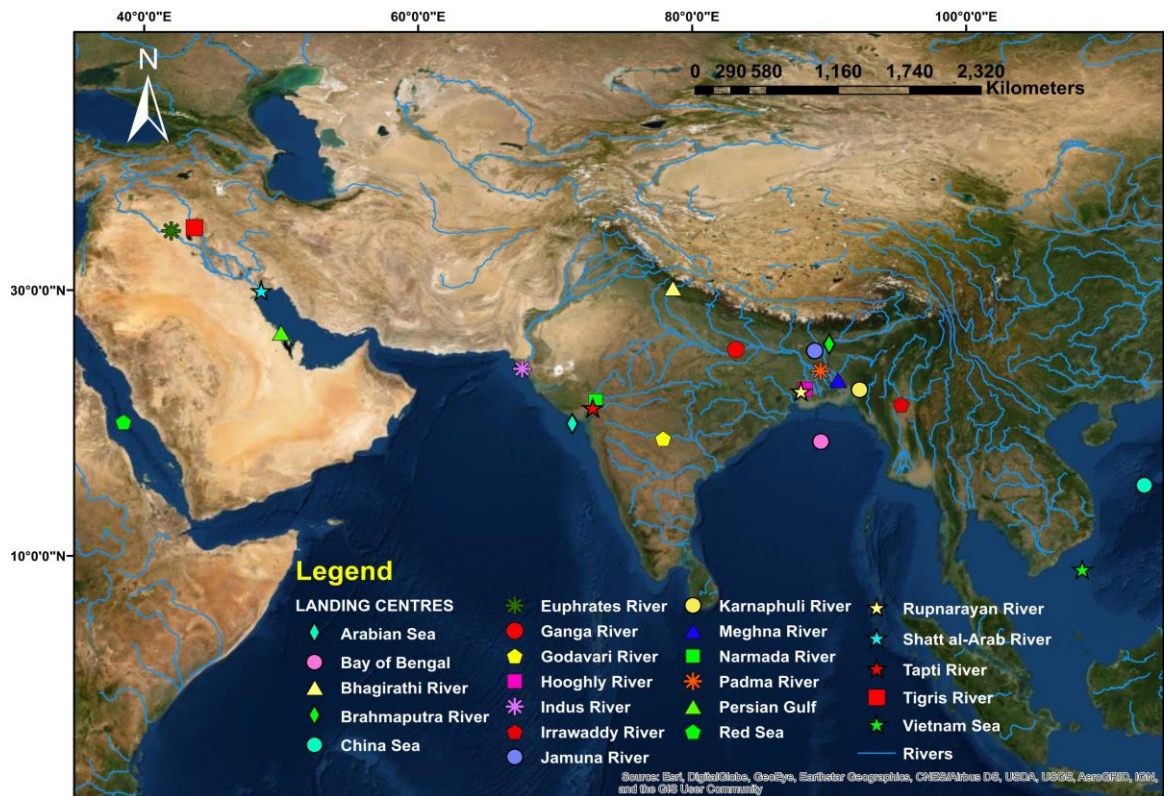 40°0'0"E 60°0'0"E 80°0'0"E 100°0'0"E
N
0 290 580 1,160 1,740 2,320
Kilometers
30°0'0"N
10°0'0"N
Legend
LANDING CENTRES
Arabian Sea
Bay of Bengal
Bhagirathi River
Brahmaputra River
China Sea
Euphrates River
Ganga River
Godavari River
Hooghly River
Indus River
Irrawaddy River
Jamuna River
Karnaphuli River
Meghna River
Narmada River
Padma River
Persian Gulf
Red Sea
Rupnarayan River
Shatt al-Arab River
Tapti River
Tigris River
Vietnam Sea
Rivers
Source: Esri, DigitalGlobe, GeoEye, Earthstar Geographics, CNES/Airbus DS, USDA, USGS, AeroGRID, IGN,
and the GIS User Community